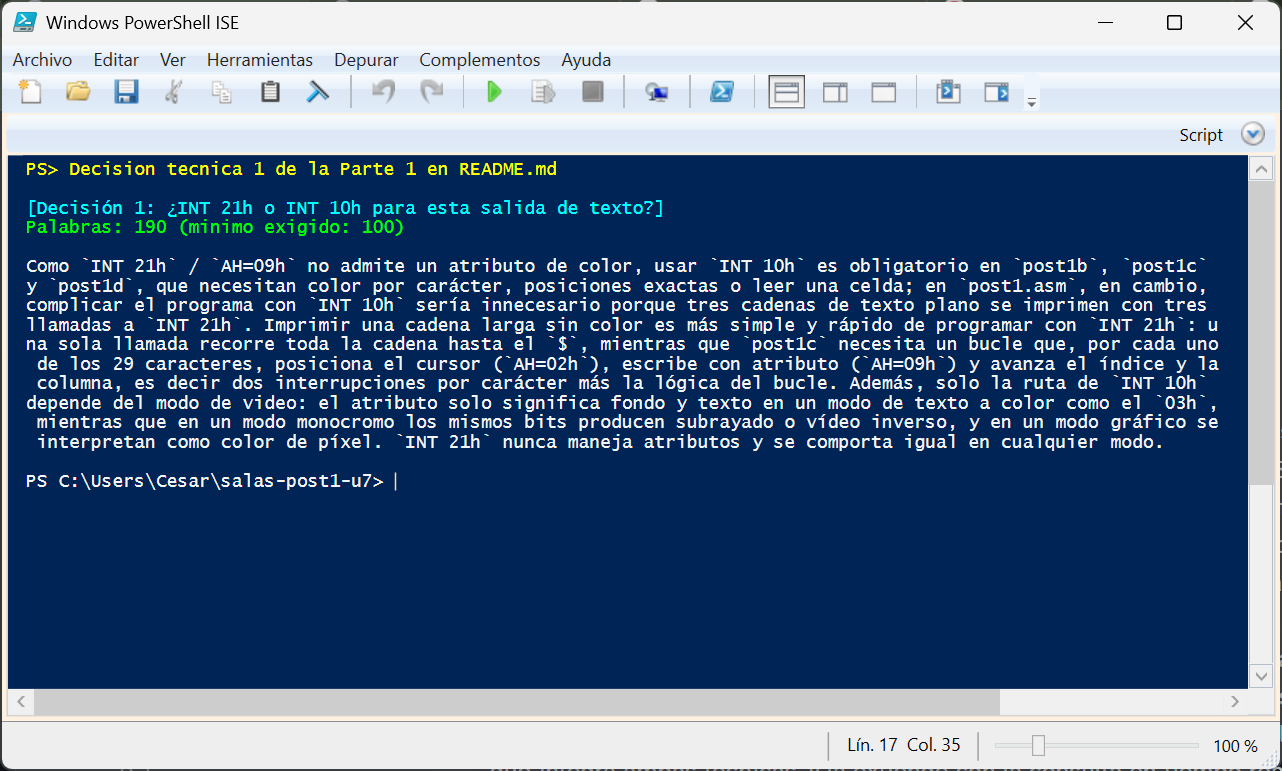 Windows PowerShell ISE
Archivo Editar Ver Herramientas Depurar Complementos Ayuda
Script
PS> Decision tecnica 1 de la Parte 1 en README.md
[Decisión 1: ¿INT 21h o INT 10h para esta salida de texto?]
Palabras: 190 (minimo exigido: 100)
Como `INT 21h` / `AH=09h` no admite un atributo de color, usar `INT 10h` es obligatorio en `post1b`, `post1c`
y `post1d`, que necesitan color por carácter, posiciones exactas o leer una celda; en `post1.asm`, en cambio,
complicar el programa con `INT 10h` sería innecesario porque tres cadenas de texto plano se imprimen con tres
llamadas a `INT 21h`. Imprimir una cadena larga sin color es más simple y rápido de programar con `INT 21h`: u
na sola llamada recorre toda la cadena hasta el `$`, mientras que `post1c` necesita un bucle que, por cada uno
de los 29 caracteres, posiciona el cursor (`AH=02h`), escribe con atributo (`AH=09h`) y avanza el índice y la
columna, es decir dos interrupciones por carácter más la lógica del bucle. Además, solo la ruta de `INT 10h`
depende del modo de video: el atributo solo significa fondo y texto en un modo de texto a color como el `03h`,
mientras que en un modo monocromo los mismos bits producen subrayado o vídeo inverso, y en un modo gráfico se
interpretan como color de píxel. `INT 21h` nunca maneja atributos y se comporta igual en cualquier modo.
PS C:\Users\Cesar\salas-post1-u7>
Lín. 17 Col. 35
100 %